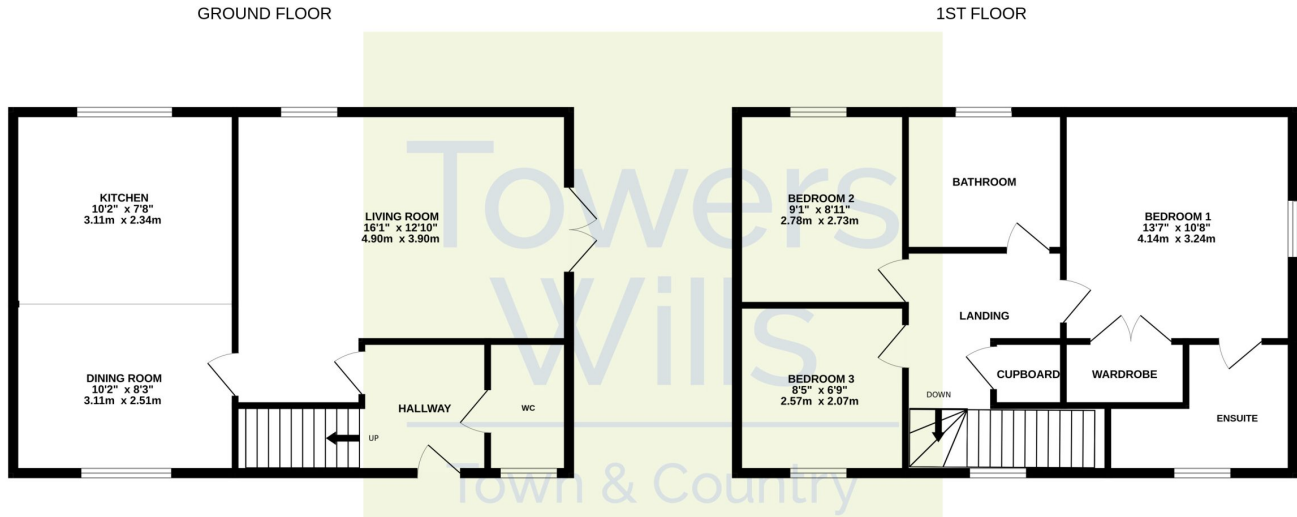 GROUND FLOOR
1ST FLOOR
KITCHEN
10'2" x 7'8"
3.11m x 2.34m
LIVING ROOM
16'1" x 12'10"
4.90m x 3.90m
DINING ROOM
10'2" x 8'3"
3.11m x 2.51m
HALLWAY
WC
UP
BEDROOM 2
9'1" x 8'11"
2.78m x 2.73m
BATHROOM
BEDROOM 1
13'7" x 10'8"
4.14m x 3.24m
LANDING
BEDROOM 3
8'5" x 6'9"
2.57m x 2.07m
CUPBOARD
WARDROBE
DOWN
ENSUITE
Towers
Wills
Town & Country